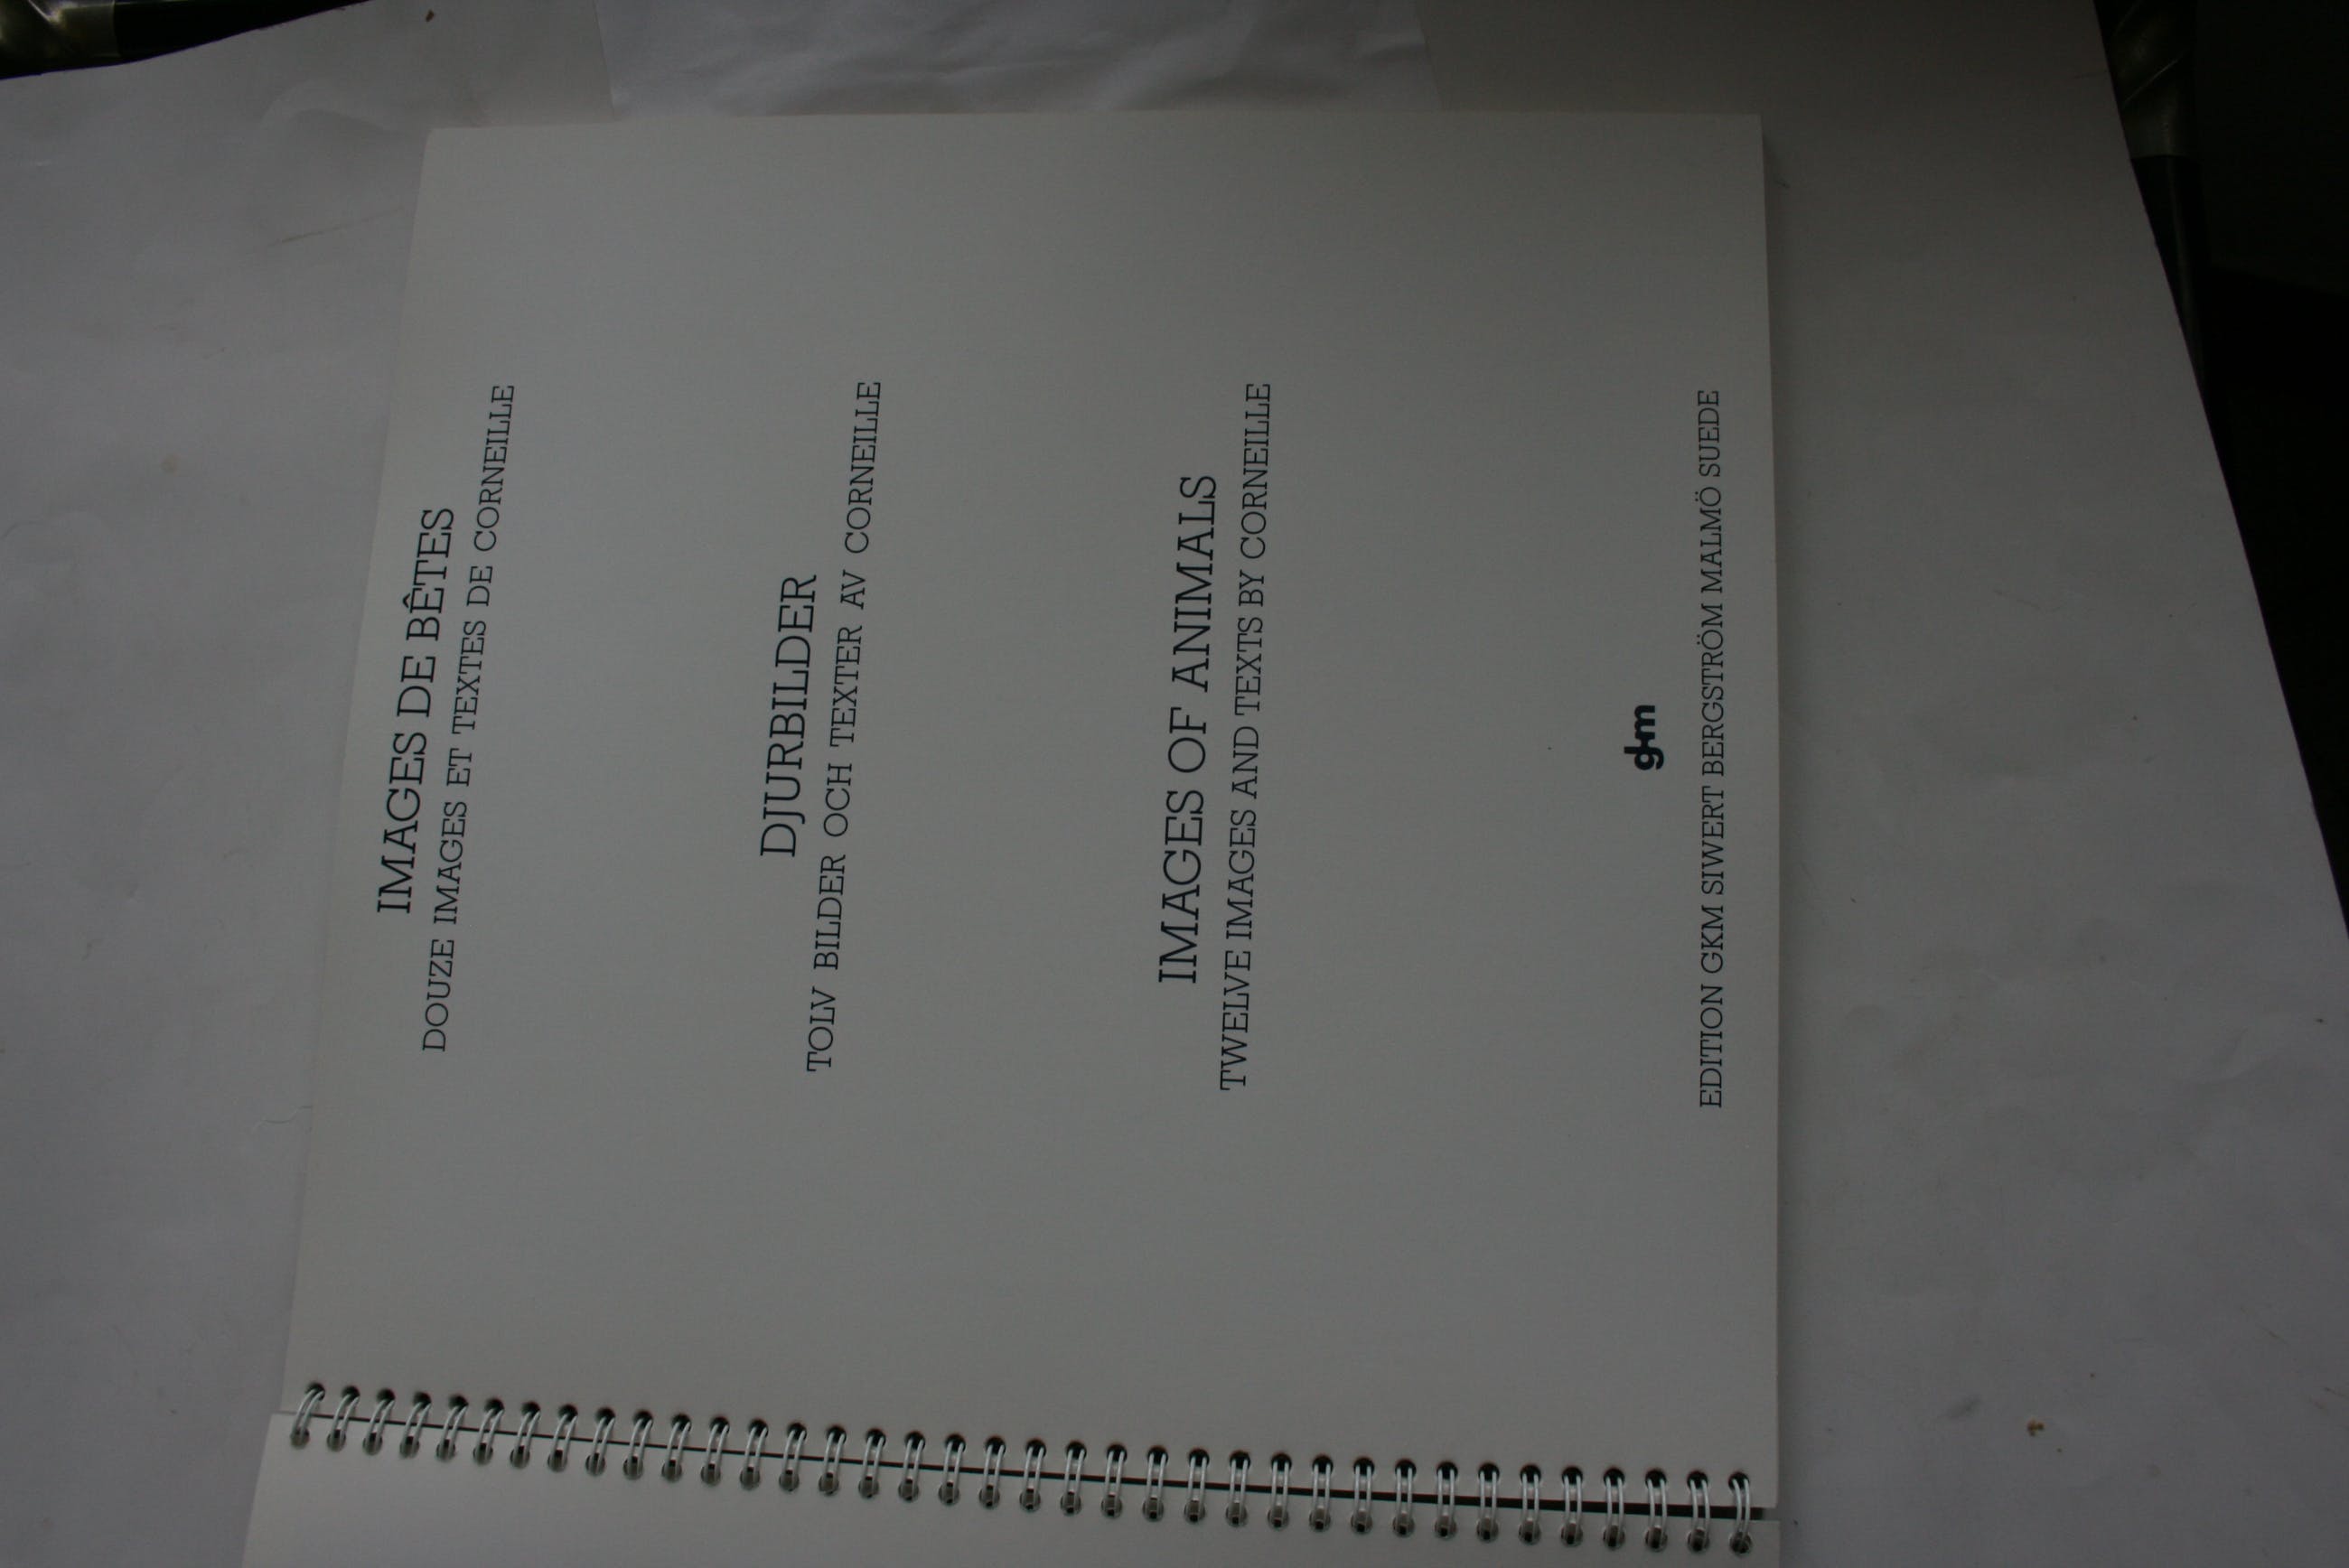 IMAGES DE BÊTES
DOUZE IMAGES ET TEXTES DE CORNEILLE
DJURBILDER
TOLV BILDER OCH TEXTER AV CORNEILLE
IMAGES OF ANIMALS
TWELVE IMAGES AND TEXTS BY CORNEILLE
gkm
EDITION GKM SIWERT BERGSTRÖM MALMÖ SUEDE